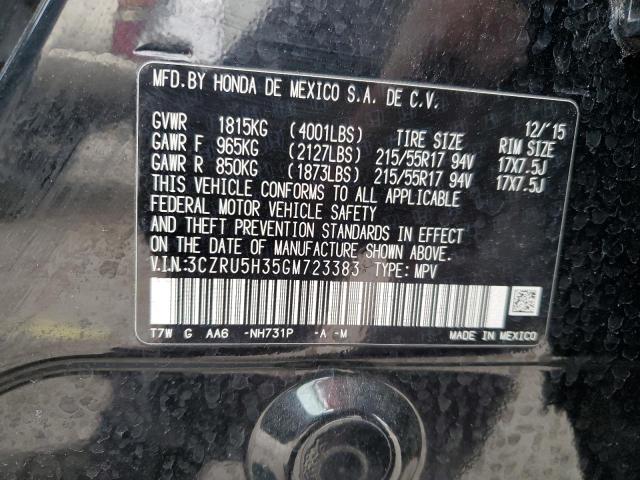 MFD. BY HONDA DE MEXICO S.A. DE C.V.
12/'15
GVWR 1815KG (4001LBS) TIRE SIZE RIM SIZE
GAWR F 965KG (2127LBS) 215/55R17 94V 17X7.5J
GAWR R 850KG (1873LBS) 215/55R17 94V 17X7.5J
THIS VEHICLE CONFORMS TO ALL APPLICABLE
FEDERAL MOTOR VEHICLE SAFETY
AND THEFT PREVENTION STANDARDS IN EFFECT
ON THE DATE OF MANUFACTURE SHOWN ABOVE.
V.I.N.:3CZRU5H35GM723383 TYPE: MPV
T7W G AA6 -NH731P -A -M
MADE IN MEXICO